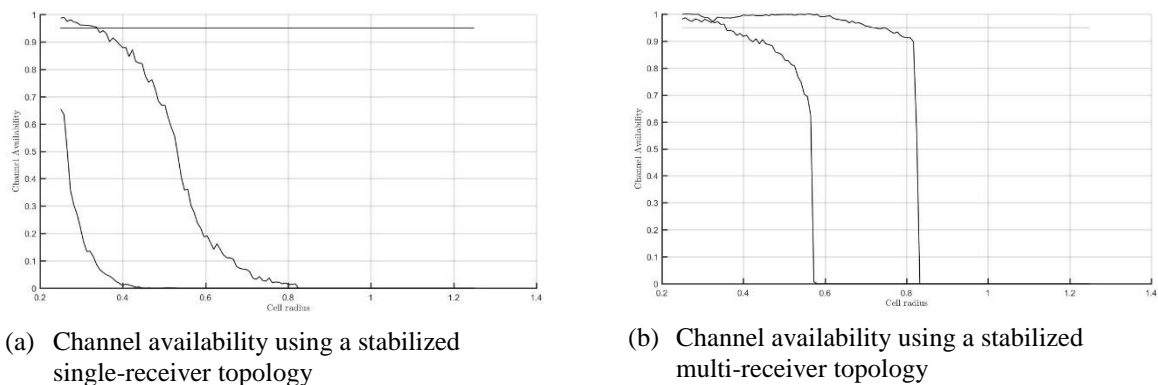 1
0.9
0.8
0.7
0.6
0.5
0.4
0.3
0.2
0.1
0
Channel Availability
0.2 0.4 0.6 0.8 1 1.2 1.4
Cell radius
(a) Channel availability using a stabilized
single-receiver topology
1
0.9
0.8
0.7
0.6
0.5
0.4
0.3
0.2
0.1
0
Channel Availability
0.2 0.4 0.6 0.8 1 1.2 1.4
Cell radius
(b) Channel availability using a stabilized
multi-receiver topology